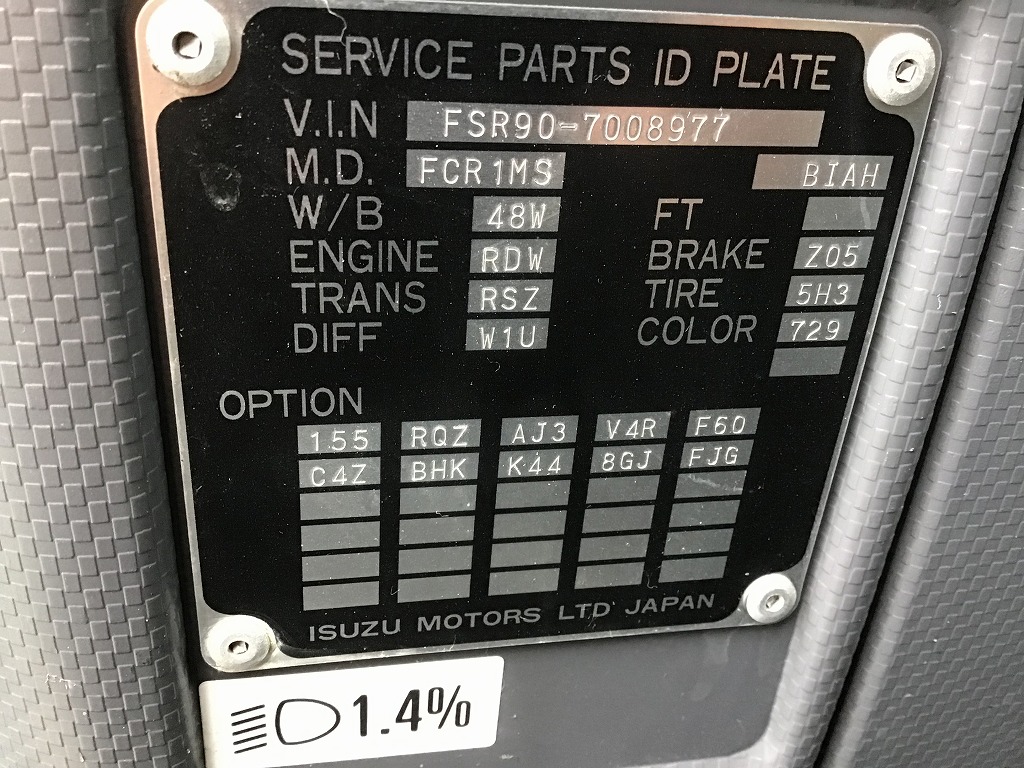 SERVICE PARTS ID PLATE
V.I.N FSR90-7008977
M.D. FCR1MS BIAH
W/B 48W FT
ENGINE RDW BRAKE Z05
TRANS RSZ TIRE 5H3
DIFF W1U COLOR 729
OPTION
155 RQZ AJ3 V4R F60
C4Z BHK K44 8GJ FJG
ISUZU MOTORS LTD JAPAN
1.4%